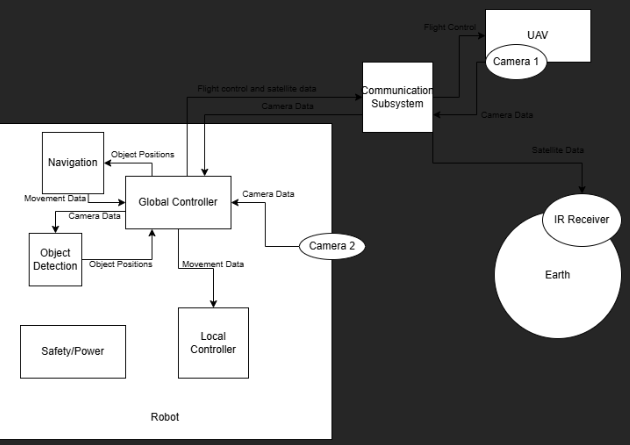 Flight Control
UAV
Camera 1
Communication
Subsystem
Flight control and satellite data
Camera Data
Camera Data
Satellite Data
Navigation
Object Positions
Movement Data
Global Controller
Camera Data
Camera Data
IR Receiver
Camera 2
Object
Detection
Object Positions
Movement Data
Earth
Local
Controller
Safety/Power
Robot